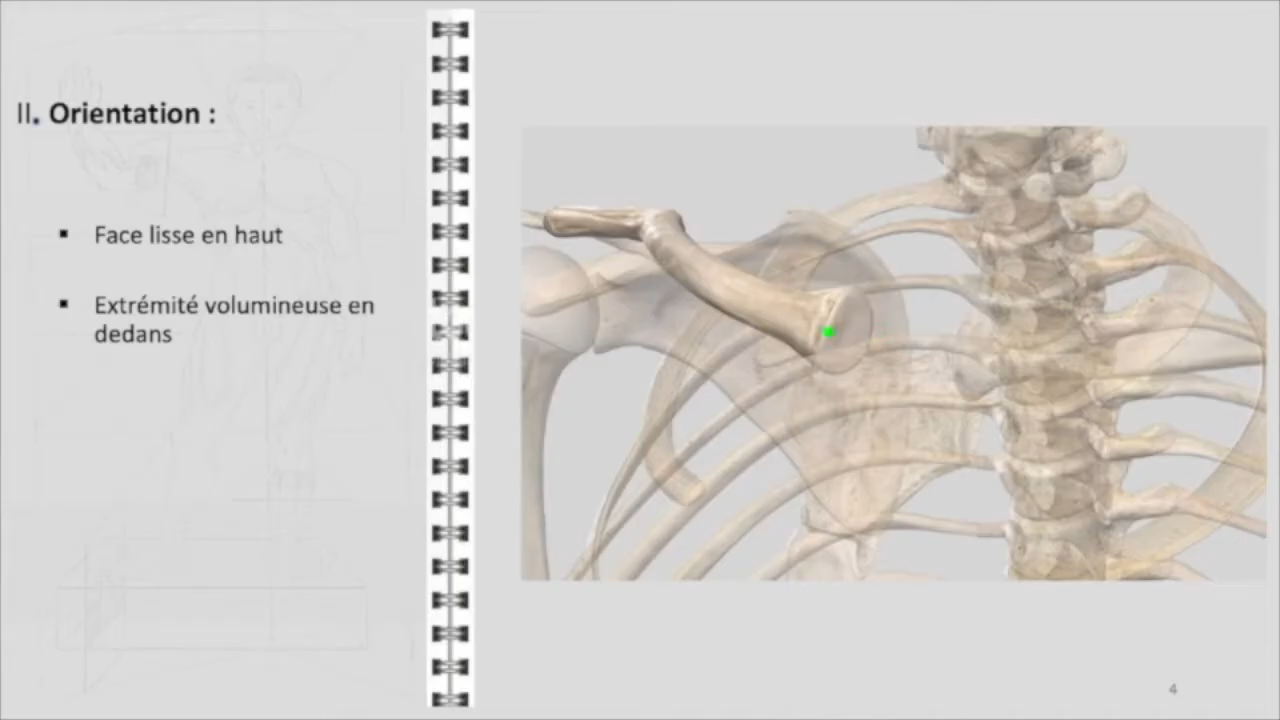 II. Orientation :
▪ Face lisse en haut
▪ Extrémité volumineuse en
dedans
4